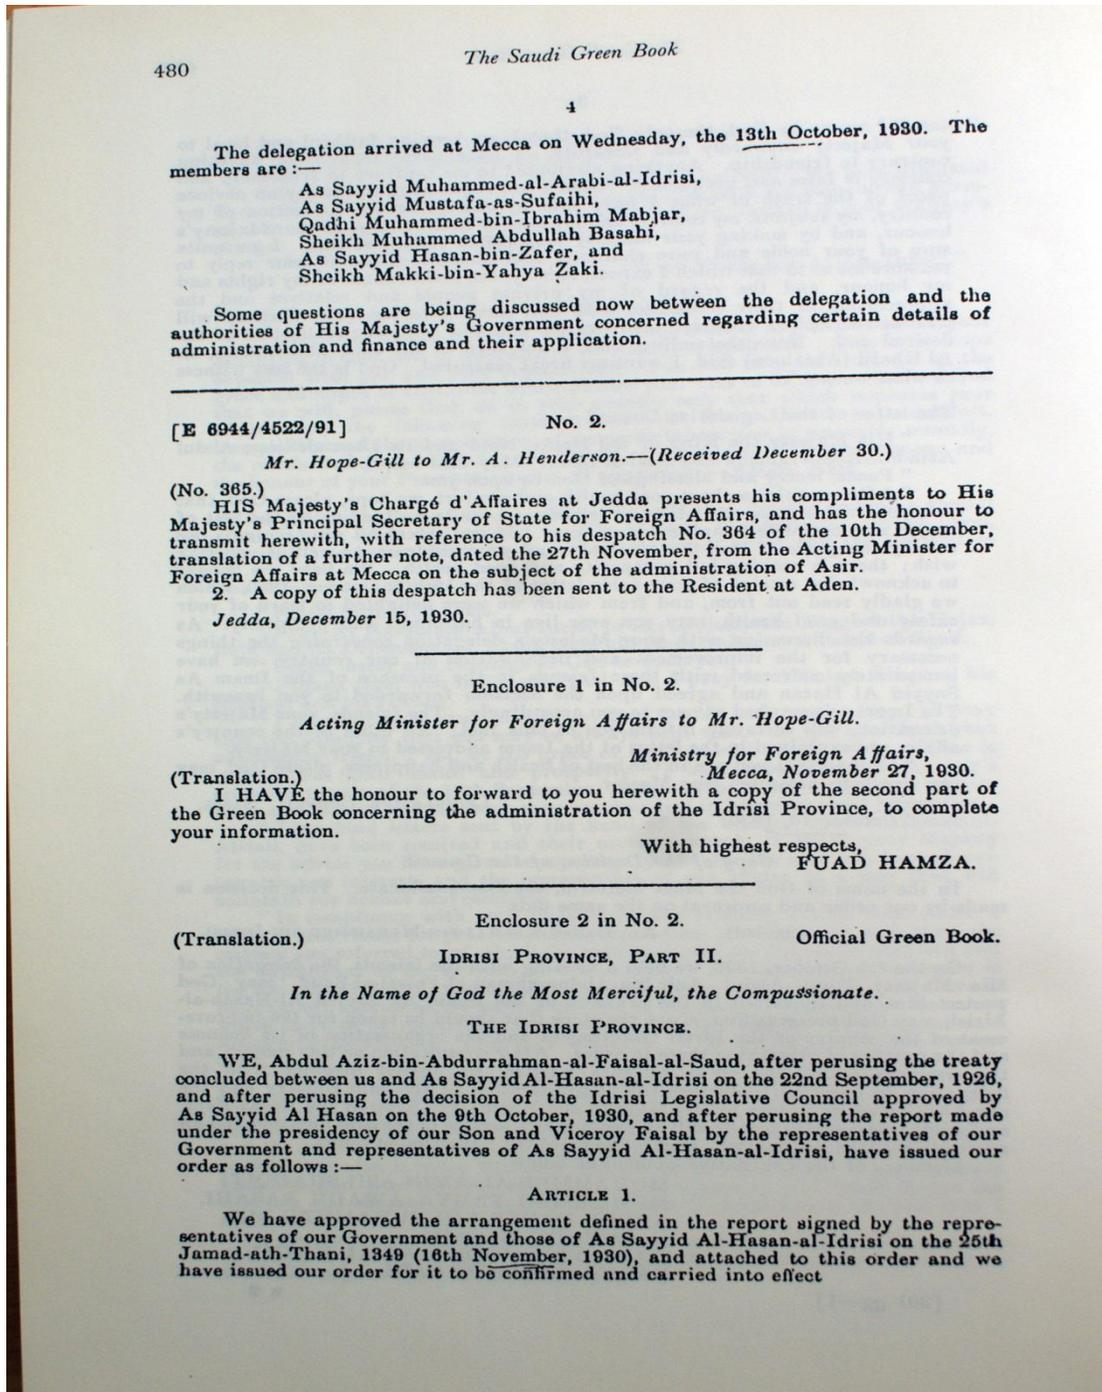 480
The Saudi Green Book
4
The delegation arrived at Mecca on Wednesday, the 13th October, 1930. The
members are :—
As Sayyid Muhammed-al-Arabi-al-Idrisi,
As Sayyid Mustafa-as-Sufaihi,
Qadhi Muhammed-bin-Ibrahim Mabjar,
Sheikh Muhammed Abdullah Basahi,
As Sayyid Hasan-bin-Zafer, and
Sheikh Makki-bin-Yahya Zaki.
Some questions are being discussed now between the delegation and the
authorities of His Majesty's Government concerned regarding certain details of
administration and finance and their application.
[E 6944/4522/91]
No. 2.
Mr. Hope-Gill to Mr. A. Henderson.—(Received December 30.)
(No. 365.)
HIS Majesty's Chargé d'Affaires at Jedda presents his compliments to His
Majesty's Principal Secretary of State for Foreign Affairs, and has the honour to
transmit herewith, with reference to his despatch No. 364 of the 10th December,
translation of a further note, dated the 27th November, from the Acting Minister for
Foreign Affairs at Mecca on the subject of the administration of Asir.
2. A copy of this despatch has been sent to the Resident at Aden.
Jedda, December 15, 1930.
Enclosure 1 in No. 2.
Acting Minister for Foreign Affairs to Mr. Hope-Gill.
Ministry for Foreign Affairs,
(Translation.) Mecca, November 27, 1930.
I HAVE the honour to forward to you herewith a copy of the second part of
the Green Book concerning the administration of the Idrisi Province, to complete
your information.
With highest respects,
FUAD HAMZA.
Enclosure 2 in No. 2.
(Translation.) Official Green Book.
IDRISI PROVINCE, PART II.
In the Name of God the Most Merciful, the Compassionate.
THE IDRISI PROVINCE.
WE, Abdul Aziz-bin-Abdurrahman-al-Faisal-al-Saud, after perusing the treaty
concluded between us and As Sayyid Al-Hasan-al-Idrisi on the 22nd September, 1926,
and after perusing the decision of the Idrisi Legislative Council approved by
As Sayyid Al Hasan on the 9th October, 1930, and after perusing the report made
under the presidency of our Son and Viceroy Faisal by the representatives of our
Government and representatives of As Sayyid Al-Hasan-al-Idrisi, have issued our
order as follows :—
ARTICLE 1.
We have approved the arrangement defined in the report signed by the repre-
sentatives of our Government and those of As Sayyid Al-Hasan-al-Idrisi on the 25th
Jamad-ath-Thani, 1349 (16th November, 1930), and attached to this order and we
have issued our order for it to be confirmed and carried into effect